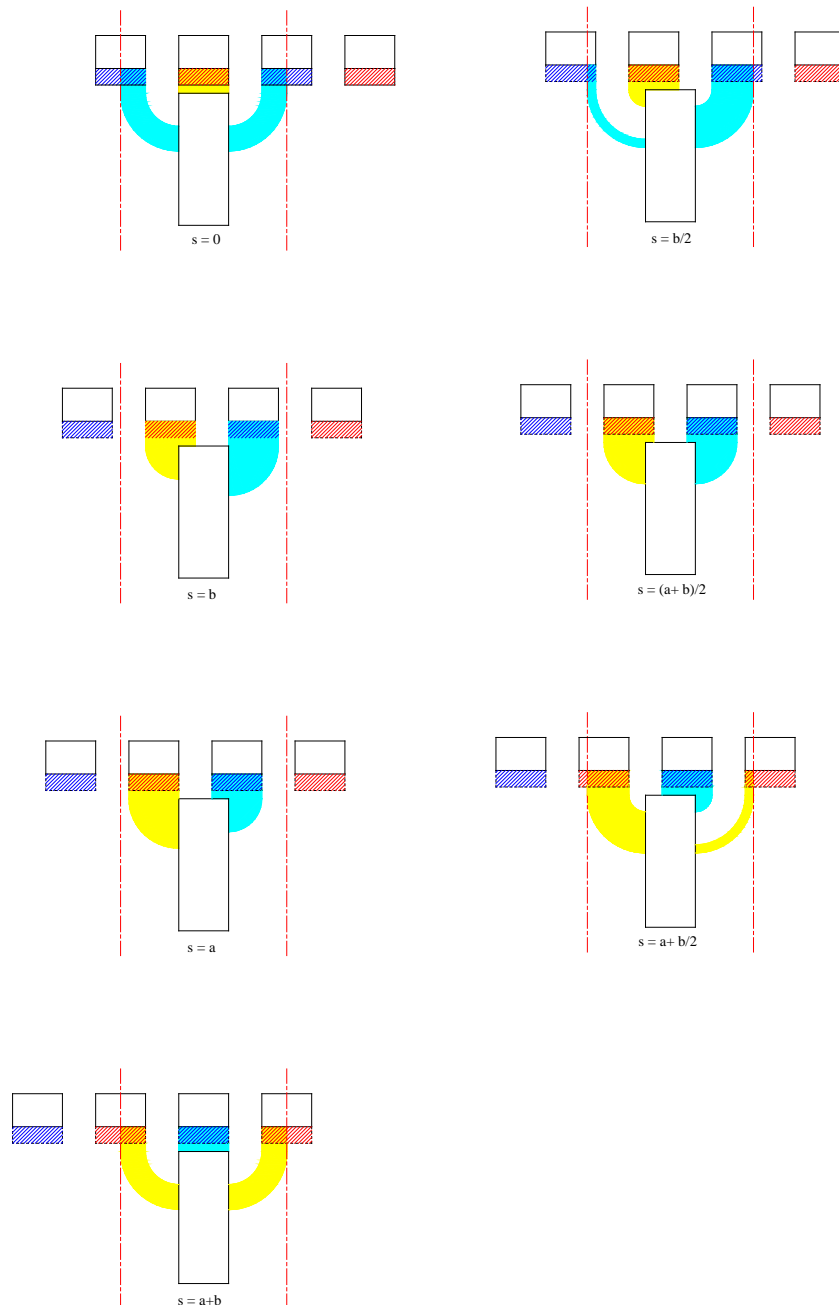 s = 0
s = b/2
s = b
s = (a+ b)/2
s = a
s = a+ b/2
s = a+b